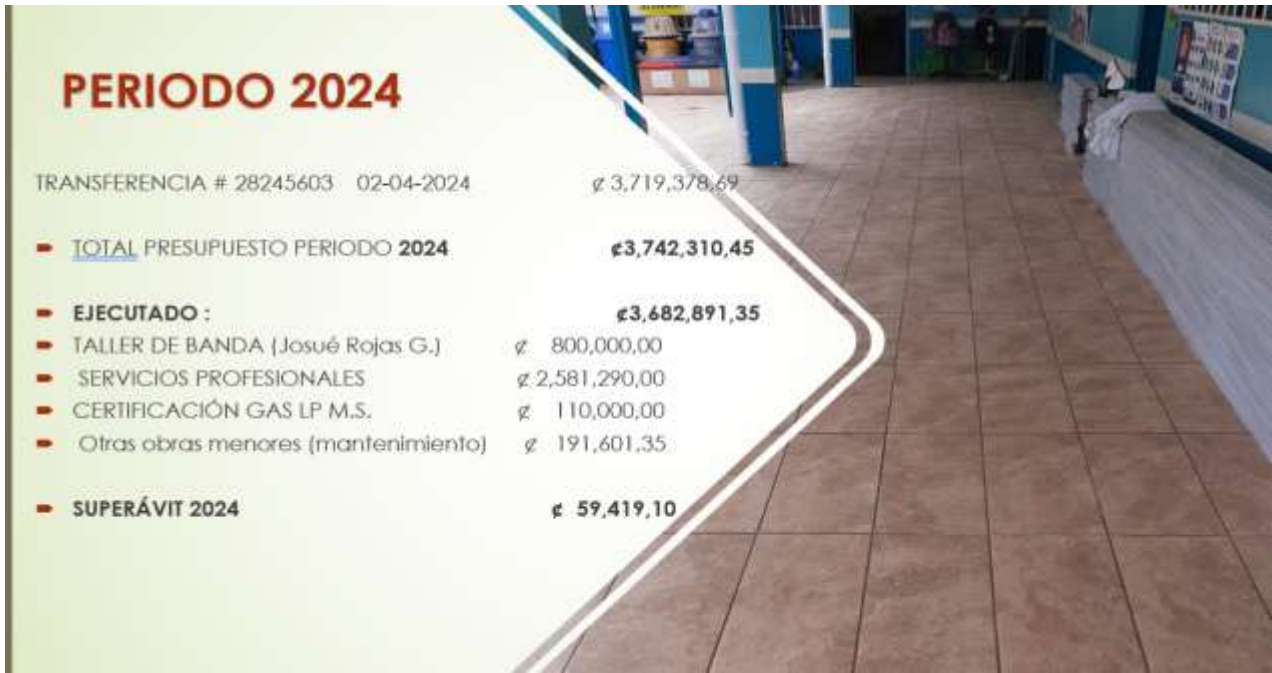 PERIODO 2024
TRANSFERENCIA # 28245603 02-04-2024 ₡ 3,719,378,69
TOTAL PRESUPUESTO PERIODO 2024 ₡3,742,310,45
EJECUTADO : ₡3,682,891,35
TALLER DE BANDA (Josué Rojas G.) ₡ 800,000,00
SERVICIOS PROFESIONALES ₡ 2,581,290,00
CERTIFICACIÓN GAS LP M.S. ₡ 110,000,00
Otras obras menores (mantenimiento) ₡ 191,601,35
SUPERÁVIT 2024 ₡ 59,419,10